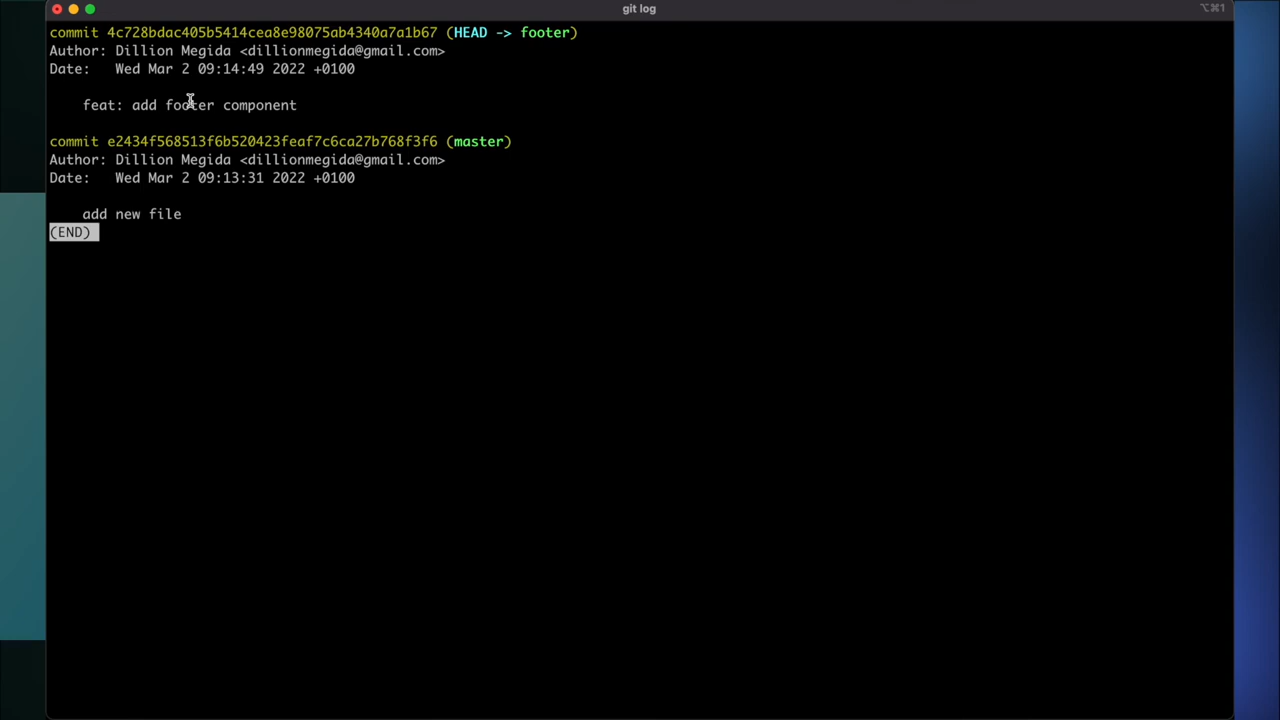 git log
⌥⌘1
commit 4c728bdac405b5414cea8e98075ab4340a7a1b67 (HEAD -> footer)
Author: Dillion Megida <dillionmegida@gmail.com>
Date:   Wed Mar 2 09:14:49 2022 +0100
feat: add footer component
commit e2434f568513f6b520423feaf7c6ca27b768f3f6 (master)
Author: Dillion Megida <dillionmegida@gmail.com>
Date:   Wed Mar 2 09:13:31 2022 +0100
add new file
(END)